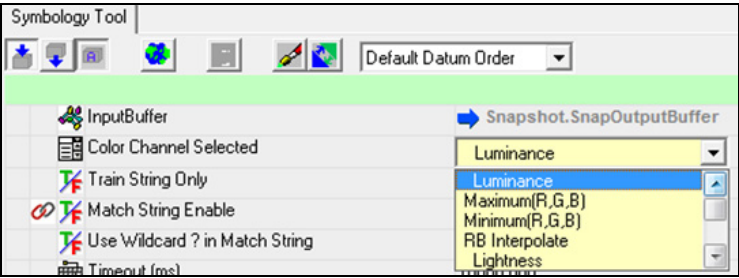 Symbology Tool
Default Datum Order
InputBuffer
Snapshot.SnapOutputBuffer
Color Channel Selected
Luminance
Train String Only
Luminance
Maximum(R,G,B)
Match String Enable
Minimum(R,G,B)
Use Wildcard ? in Match String
RB Interpolate
Lightness
Timeout (ms)